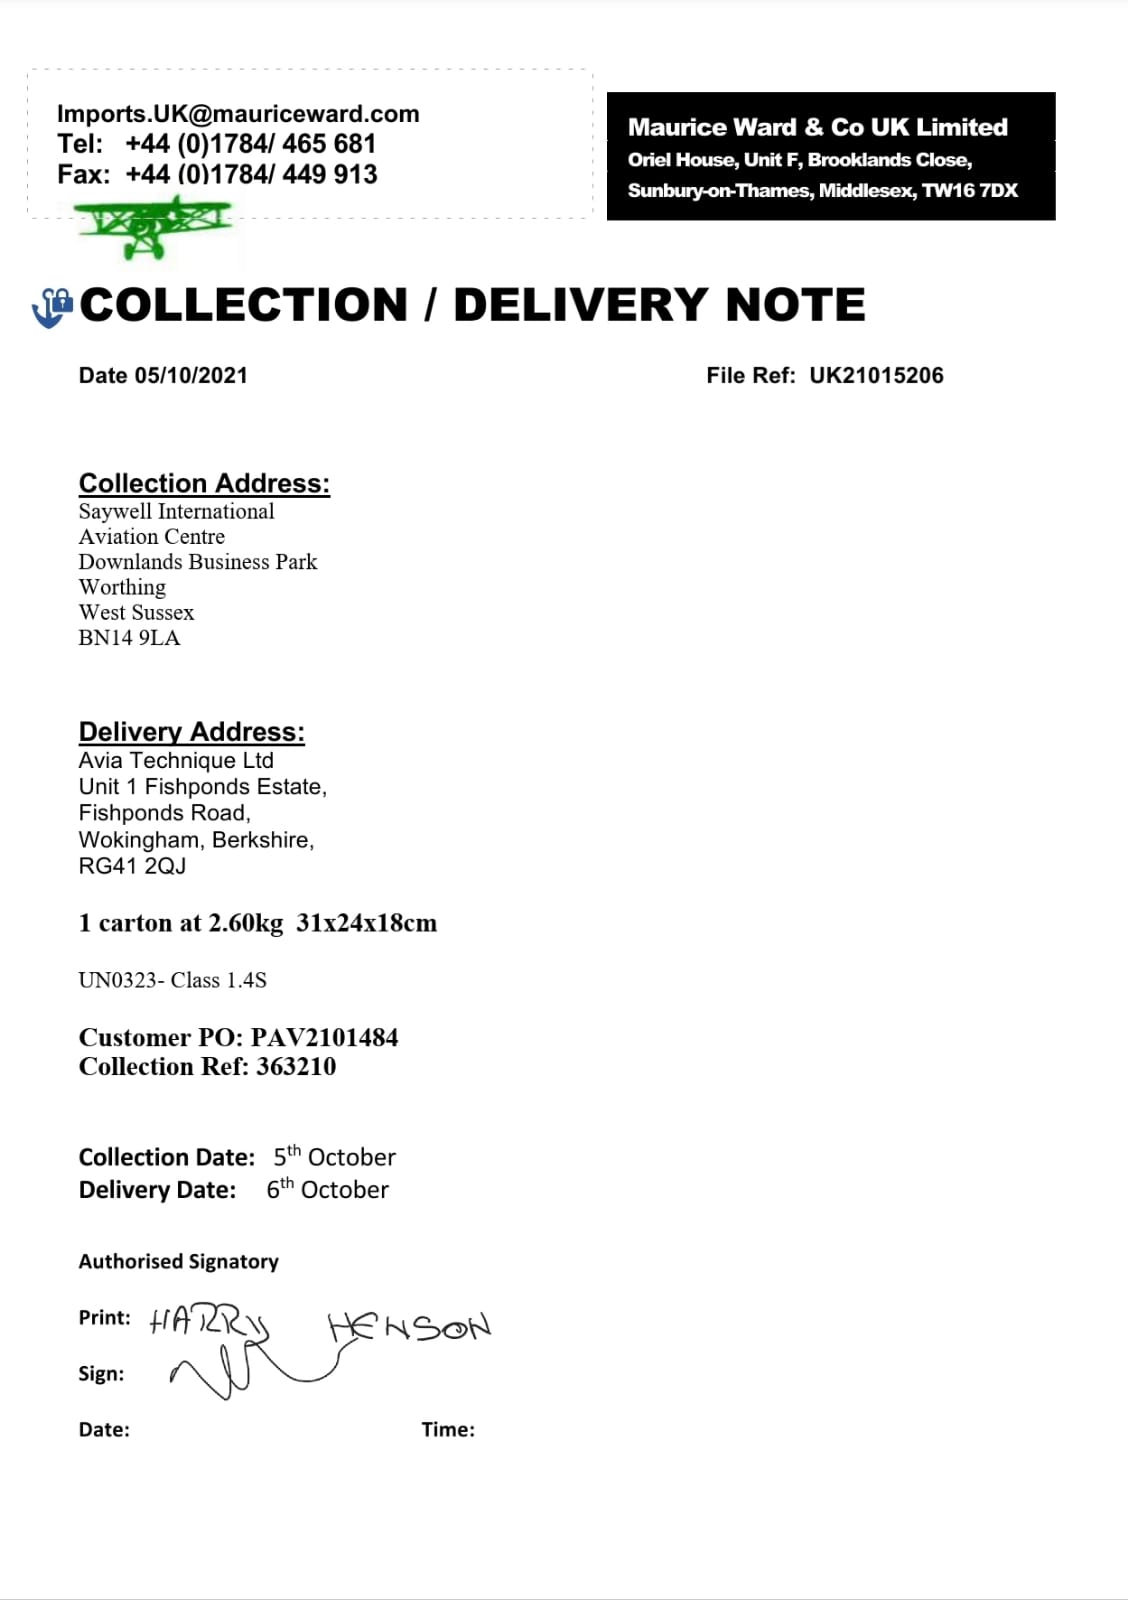 Imports.UK@mauriceward.com
Tel: +44 (0)1784/ 465 681
Fax: +44 (0)1784/ 449 913
Maurice Ward & Co UK Limited
Oriel House, Unit F, Brooklands Close,
Sunbury-on-Thames, Middlesex, TW16 7DX
COLLECTION / DELIVERY NOTE
Date 05/10/2021 File Ref: UK21015206
Collection Address:
Saywell International
Aviation Centre
Downlands Business Park
Worthing
West Sussex
BN14 9LA
Delivery Address:
Avia Technique Ltd
Unit 1 Fishponds Estate,
Fishponds Road,
Wokingham, Berkshire,
RG41 2QJ
1 carton at 2.60kg 31x24x18cm
UN0323- Class 1.4S
Customer PO: PAV2101484
Collection Ref: 363210
Collection Date: 5th October
Delivery Date: 6th October
Authorised Signatory
Print: HARRY HENSON
Sign:
Date: Time: